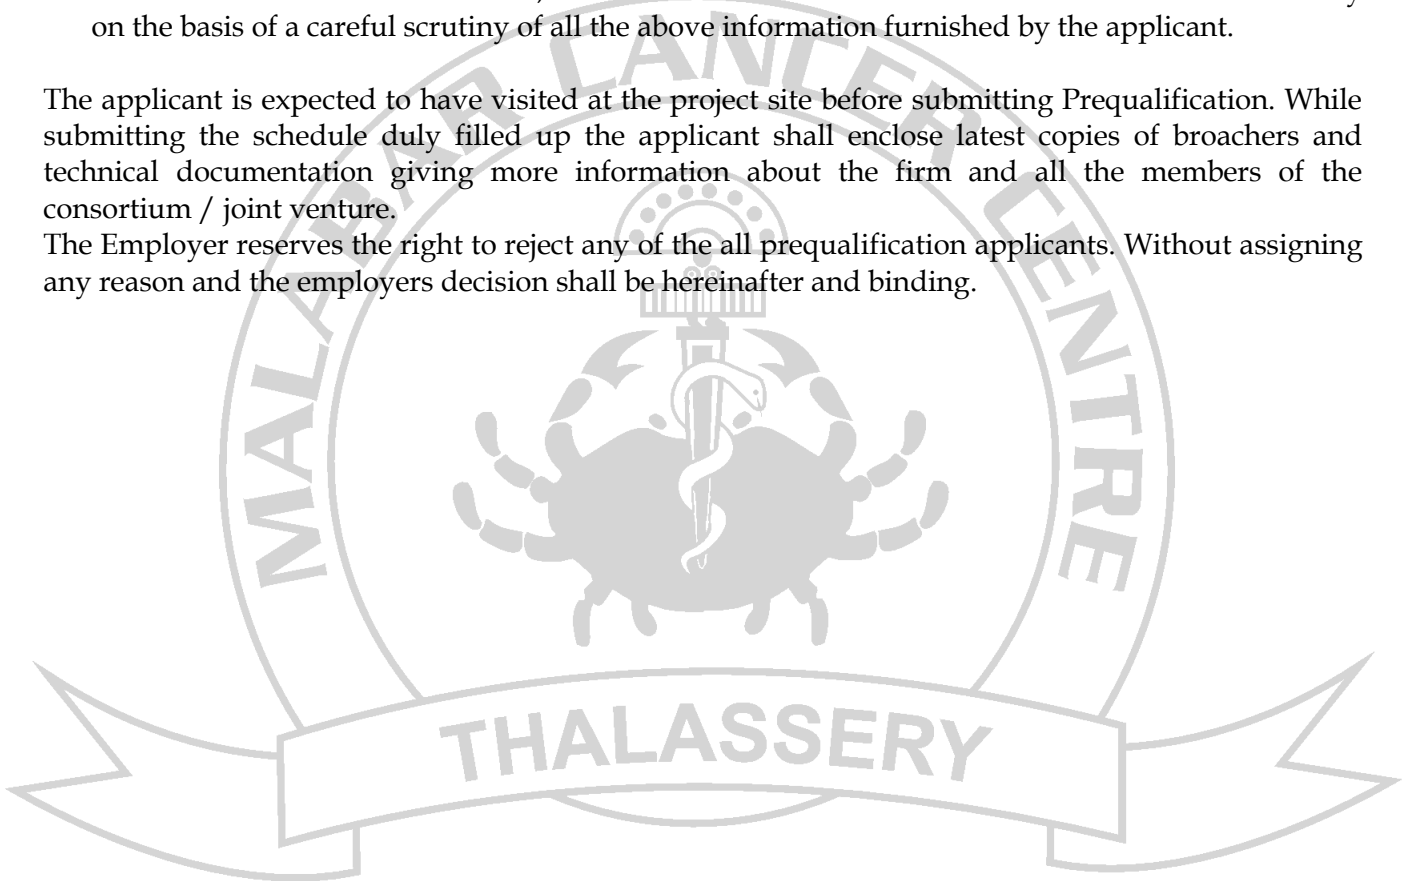 on the basis of a careful scrutiny of all the above information furnished by the applicant.
The applicant is expected to have visited at the project site before submitting Prequalification. While
submitting the schedule duly filled up the applicant shall enclose latest copies of broachers and
technical documentation giving more information about the firm and all the members of the
consortium / joint venture.
The Employer reserves the right to reject any of the all prequalification applicants. Without assigning
any reason and the employers decision shall be hereinafter and binding.
MALABAR CANCER CENTRE
THALASSERY